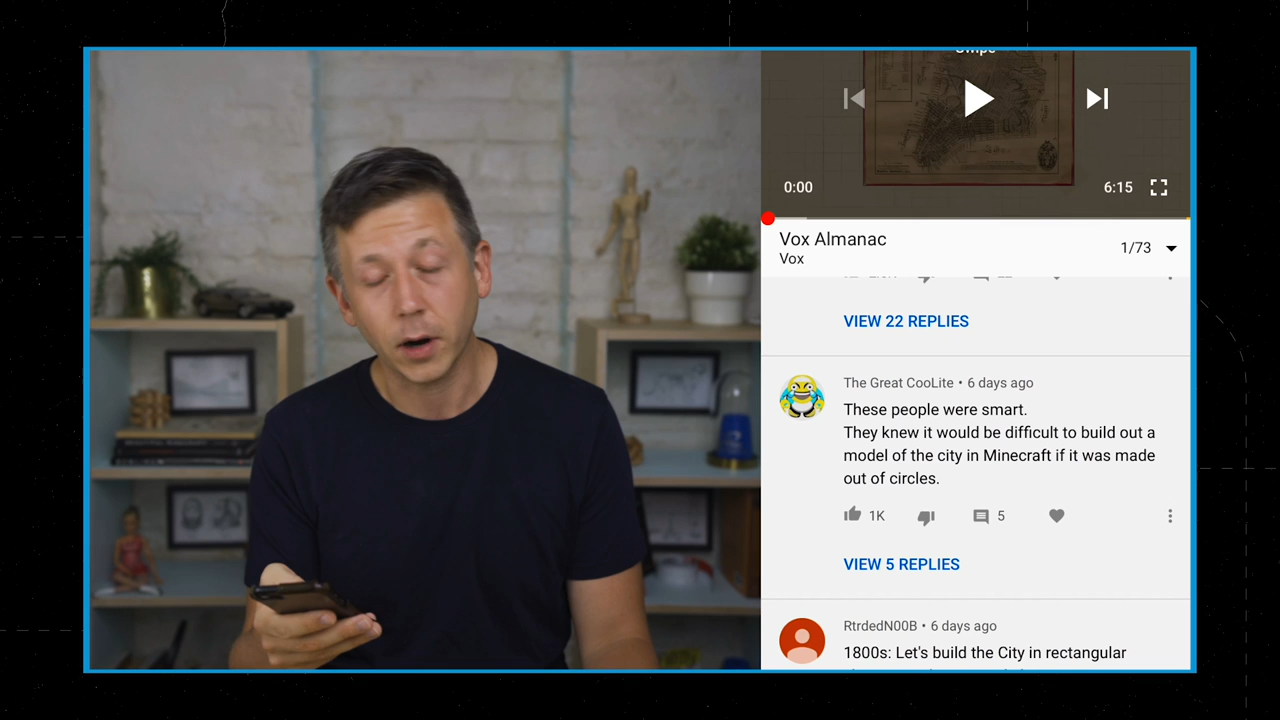 0:00
6:15
Vox Almanac
Vox
1/73
VIEW 22 REPLIES
The Great CooLite • 6 days ago
These people were smart.
They knew it would be difficult to build out a
model of the city in Minecraft if it was made
out of circles.
1K
5
VIEW 5 REPLIES
RtrdedN00B • 6 days ago
1800s: Let's build the City in rectangular